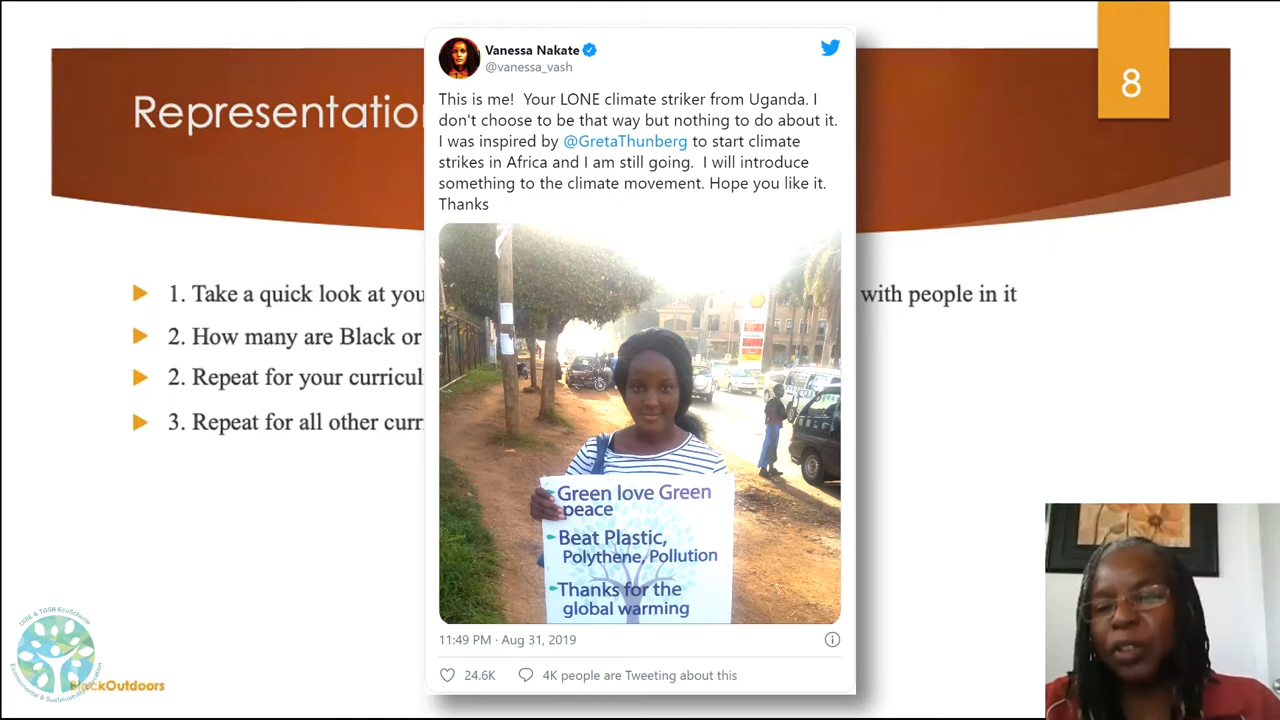 8
Representation
1. Take a quick look at you
with people in it
2. How many are Black or
2. Repeat for your curricul
3. Repeat for all other curr
Vanessa Nakate
@vanessa_vash
This is me! Your LONE climate striker from Uganda. I
don't choose to be that way but nothing to do about it.
I was inspired by @GretaThunberg to start climate
strikes in Africa and I am still going. I will introduce
something to the climate movement. Hope you like it.
Thanks
Green love Green
peace
Beat Plastic,
Polythene, Pollution
Thanks for the
global warming
11:49 PM · Aug 31, 2019
24.6K
4K people are Tweeting about this
DSB & TDSB EcoSchools
Outdoors